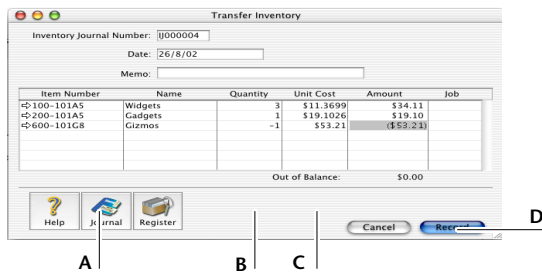 Transfer Inventory
Inventory Journal Number: IJ000004
Date: 26/8/02
Memo:
Item Number Name Quantity Unit Cost Amount Job
100-101A5 Widgets 3 $11.3699 $34.11
200-101A5 Gadgets 1 $19.1026 $19.10
600-101G8 Gizmos -1 $53.21 ($53.21)
Out of Balance: $0.00
Help Journal Register Cancel Record
A B C D